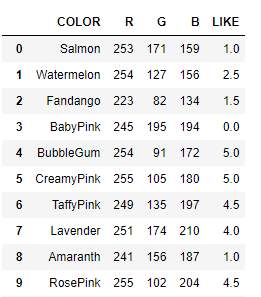 COLOR R G B LIKE
0 Salmon 253 171 159 1.0
1 Watermelon 254 127 156 2.5
2 Fandango 223 82 134 1.5
3 BabyPink 245 195 194 0.0
4 BubbleGum 254 91 172 5.0
5 CreamyPink 255 105 180 5.0
6 TaffyPink 249 135 197 4.5
7 Lavender 251 174 210 4.0
8 Amaranth 241 156 187 1.0
9 RosePink 255 102 204 4.5